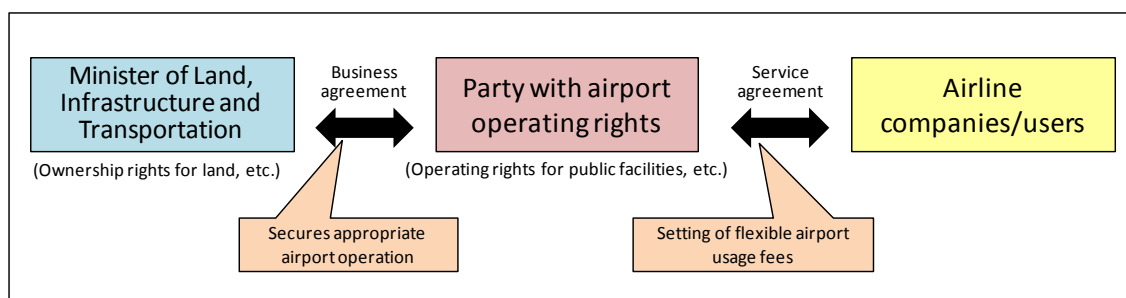 Minister of Land,
Infrastructure and
Transportation
Business
agreement
Party with airport
operating rights
Service
agreement
Airline
companies/users
(Ownership rights for land, etc.)
(Operating rights for public facilities, etc.)
Secures appropriate
airport operation
Setting of flexible airport
usage fees